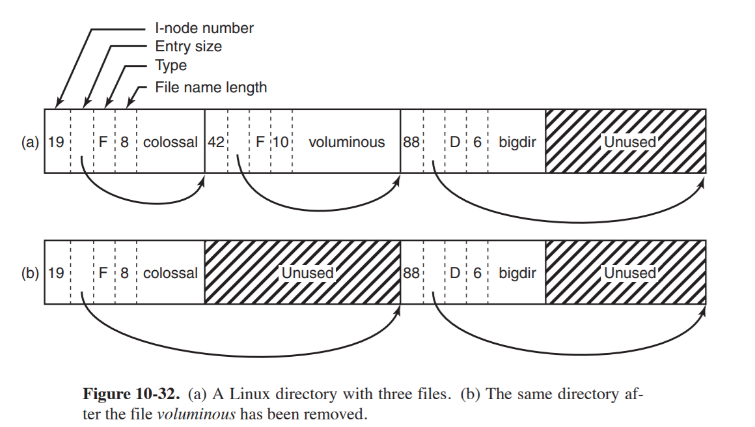 I-node number
Entry size
Type
File name length
(a) 19 F 8 colossal 42 F 10 voluminous 88 D 6 bigdir Unused
(b) 19 F 8 colossal Unused 88 D 6 bigdir Unused
Figure 10-32. (a) A Linux directory with three files. (b) The same directory af-
ter the file voluminous has been removed.